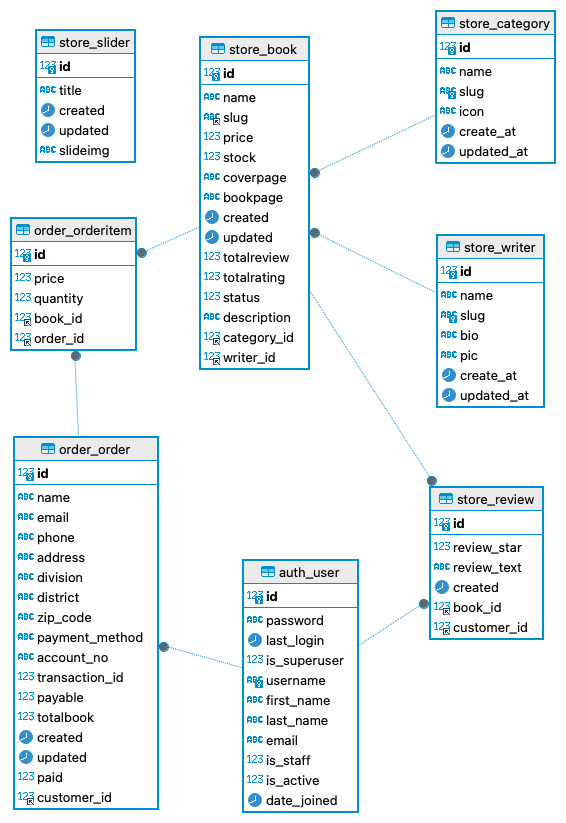 store_slider
123 id
ABC title
created
updated
ABC slideimg
store_book
123 id
ABC name
ABC slug
123 price
123 stock
ABC coverpage
ABC bookpage
created
updated
123 totalreview
123 totalrating
123 status
ABC description
123 category_id
123 writer_id
store_category
123 id
ABC name
ABC slug
ABC icon
create_at
updated_at
order_orderitem
123 id
123 price
123 quantity
123 book_id
123 order_id
store_writer
123 id
ABC name
ABC slug
ABC bio
ABC pic
create_at
updated_at
order_order
123 id
ABC name
ABC email
ABC phone
ABC address
ABC division
ABC district
ABC zip_code
ABC payment_method
ABC account_no
123 transaction_id
123 payable
123 totalbook
created
updated
123 paid
123 customer_id
auth_user
123 id
ABC password
last_login
123 is_superuser
ABC username
ABC first_name
ABC last_name
ABC email
123 is_staff
123 is_active
date_joined
store_review
123 id
123 review_star
ABC review_text
created
123 book_id
123 customer_id